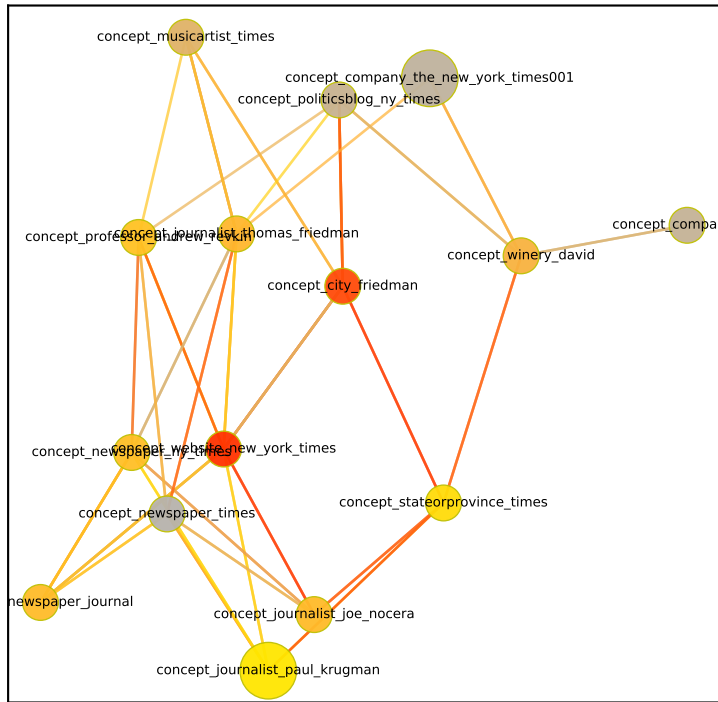 concept_musicartist_times
concept_company_the_new_york_times001
concept_politicsblog_ny_times
concept_compa
concept_journalist_thomas_friedman
concept_professor_andrew_revkin
concept_winery_david
concept_city_friedman
concept_website_new_york_times
concept_newspaper_ny_times
concept_stateorprovince_times
concept_newspaper_times
newspaper_journal
concept_journalist_joe_nocera
concept_journalist_paul_krugman